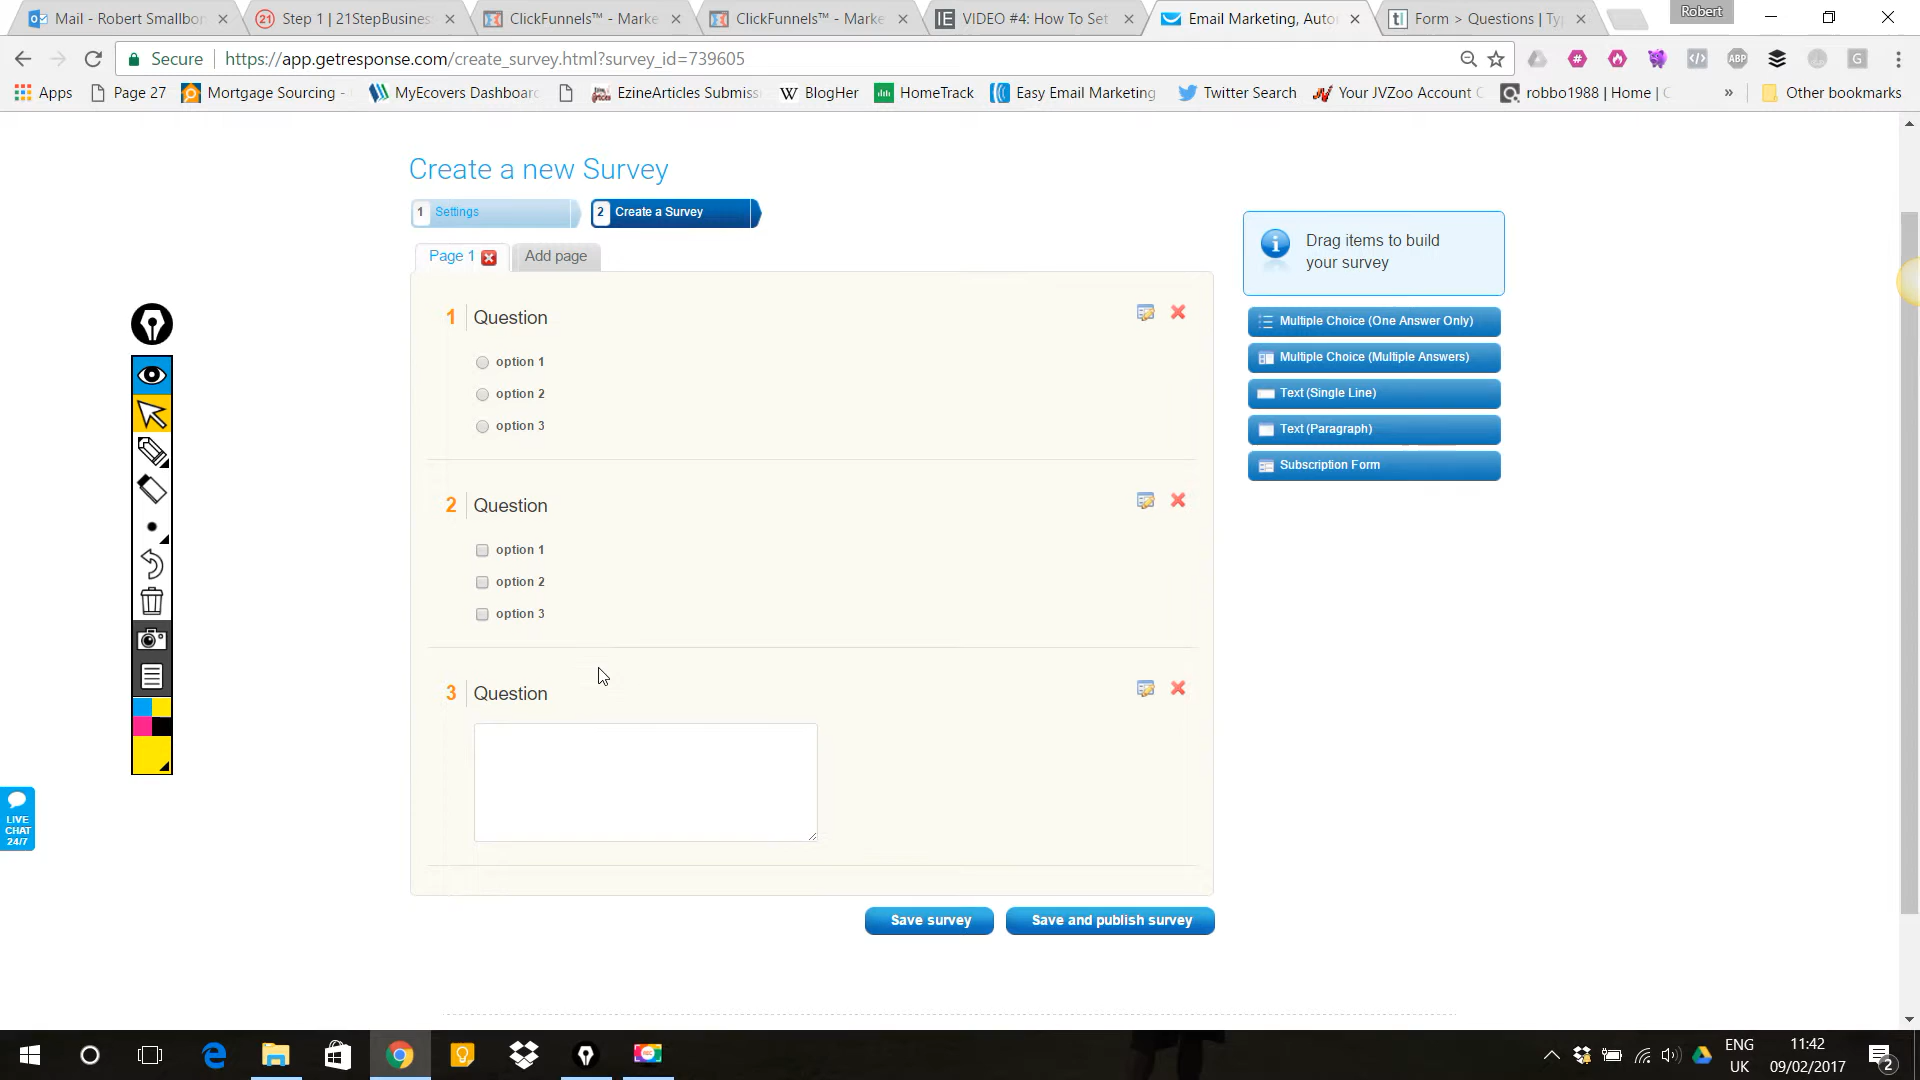 Mail - Robert Smallbon
Step 1 | 21StepBusines
ClickFunnels™ - Marke
ClickFunnels™ - Marke
VIDEO #4: How To Set
Email Marketing, Auto
Form > Questions | Ty
Robert
Secure
https://app.getresponse.com/create_survey.html?survey_id=739605
ABP
G
Apps
Page 27
Mortgage Sourcing -
MyEcovers Dashboar
EzineArticles Submiss
BlogHer
HomeTrack
Easy Email Marketing
Twitter Search
Your JVZoo Account
robbo1988 | Home |
»
Other bookmarks
Create a new Survey
1 Settings
2 Create a Survey
Page 1
Add page
Drag items to build
your survey
1 Question
option 1
option 2
option 3
Multiple Choice (One Answer Only)
Multiple Choice (Multiple Answers)
Text (Single Line)
Text (Paragraph)
Subscription Form
2 Question
option 1
option 2
option 3
3 Question
LIVE
CHAT
24/7
Save survey
Save and publish survey
ENG
UK
11:42
09/02/2017
2